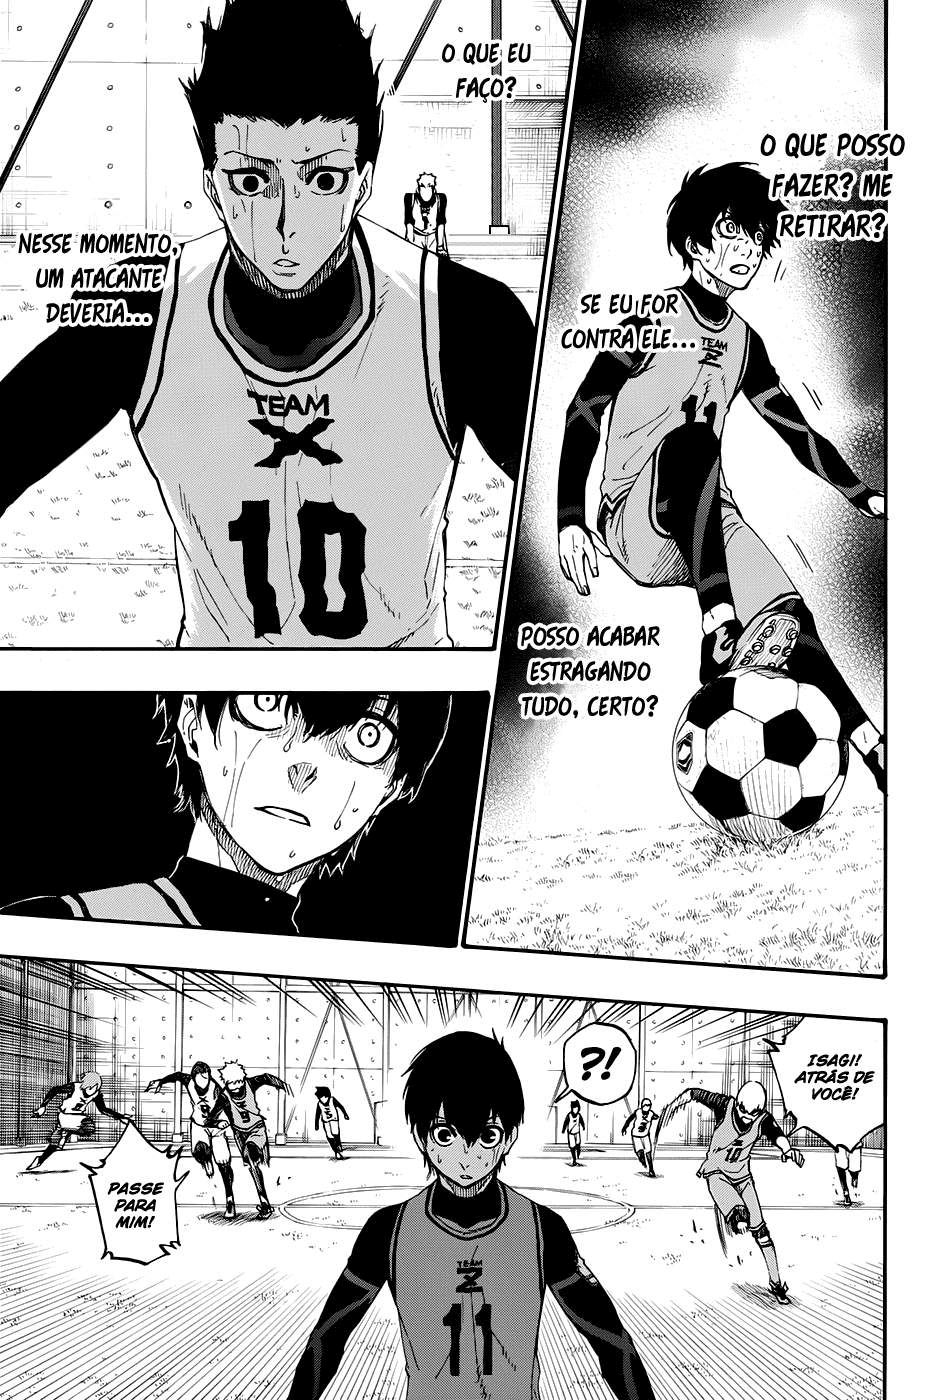 O QUE POSSO
FAZER? ME
RETIRAR?
SE EU FOR
CONTRA ELE...
TEAM
Z
11
POSSO ACABAR
ESTRAGANDO
TUDO, CERTO?
O QUE EU
FAÇO?
NESSE MOMENTO,
UM ATACANTE
DEVERIA...
TEAM
X
10
ISAGI!
ATRÁS DE
VOCÊ!
?!
10
PASSE
PARA
MIM!
TEAM
Z
11